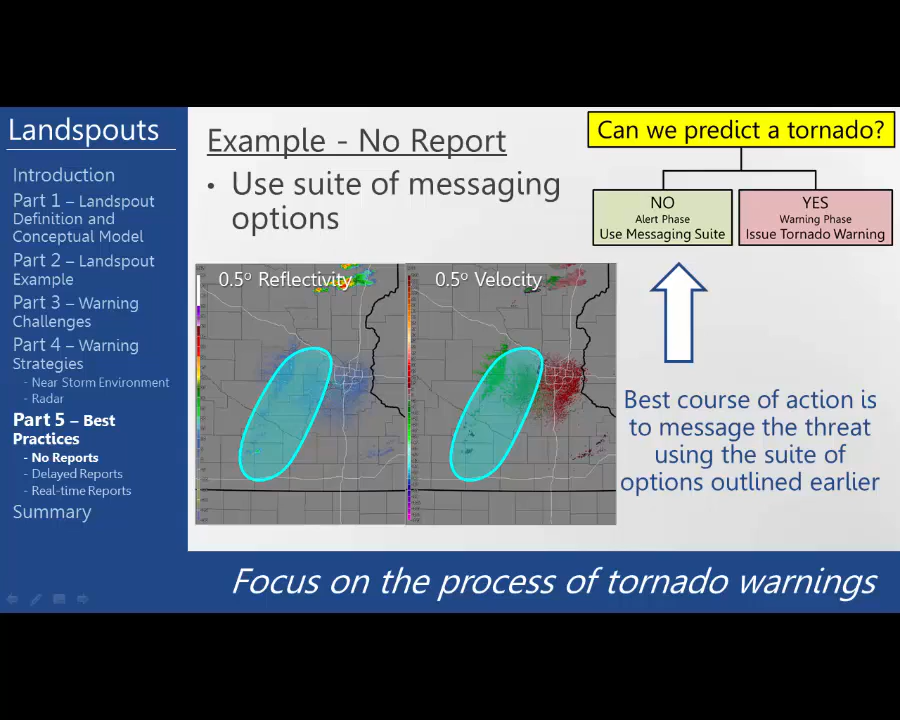 Landspouts
Introduction
Part 1 – Landspout
Definition and
Conceptual Model
Part 2 – Landspout
Example
Part 3 – Warning
Challenges
Part 4 – Warning
Strategies
- Near Storm Environment
- Radar
Part 5 – Best
Practices
- No Reports
- Delayed Reports
- Real-time Reports
Summary
Example - No Report
• Use suite of messaging
options
Can we predict a tornado?
NO
Alert Phase
Use Messaging Suite
YES
Warning Phase
Issue Tornado Warning
0.5º Reflectivity
0.5º Velocity
Best course of action is
to message the threat
using the suite of
options outlined earlier
Focus on the process of tornado warnings